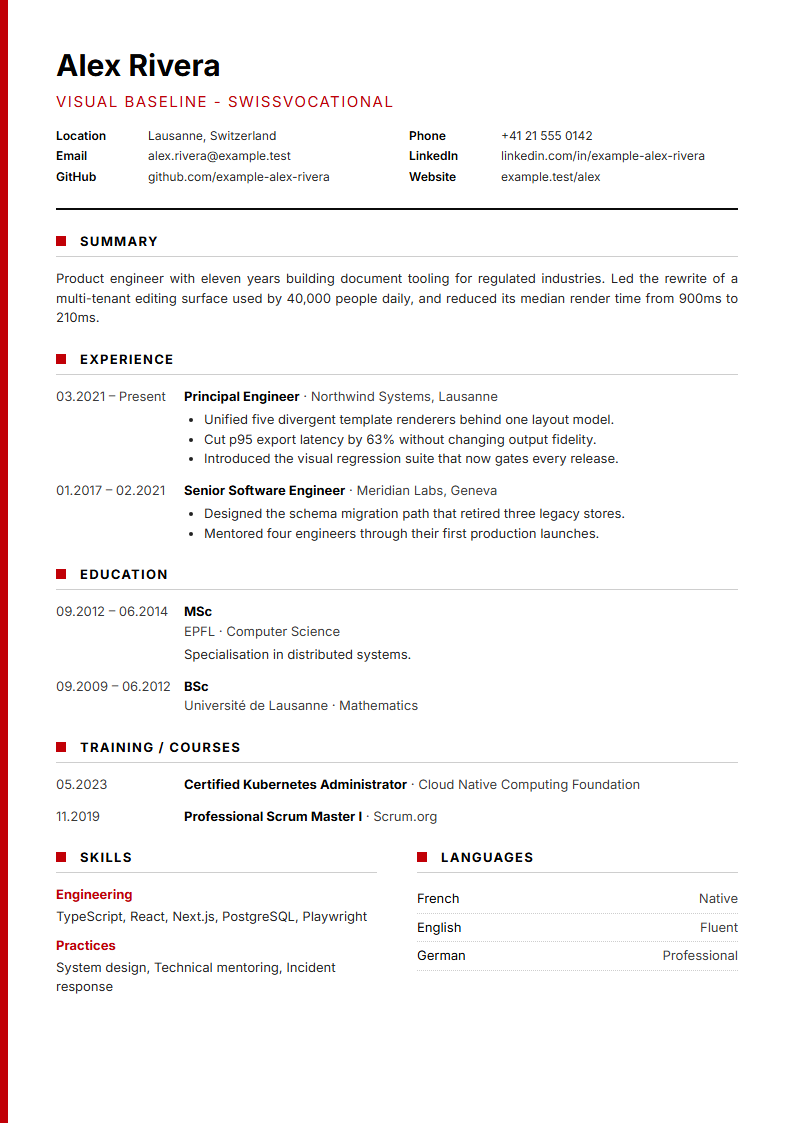 Alex Rivera
VISUAL BASELINE - SWISSVOCATIONAL
Location Lausanne, Switzerland Phone +41 21 555 0142
Email alex.rivera@example.test LinkedIn linkedin.com/in/example-alex-rivera
GitHub github.com/example-alex-rivera Website example.test/alex
SUMMARY
Product engineer with eleven years building document tooling for regulated industries. Led the rewrite of a
multi-tenant editing surface used by 40,000 people daily, and reduced its median render time from 900ms to
210ms.
EXPERIENCE
03.2021 – Present Principal Engineer · Northwind Systems, Lausanne
• Unified five divergent template renderers behind one layout model.
• Cut p95 export latency by 63% without changing output fidelity.
• Introduced the visual regression suite that now gates every release.
01.2017 – 02.2021 Senior Software Engineer · Meridian Labs, Geneva
• Designed the schema migration path that retired three legacy stores.
• Mentored four engineers through their first production launches.
EDUCATION
09.2012 – 06.2014 MSc
EPFL · Computer Science
Specialisation in distributed systems.
09.2009 – 06.2012 BSc
Université de Lausanne · Mathematics
TRAINING / COURSES
05.2023 Certified Kubernetes Administrator · Cloud Native Computing Foundation
11.2019 Professional Scrum Master I · Scrum.org
SKILLS
Engineering
TypeScript, React, Next.js, PostgreSQL, Playwright
Practices
System design, Technical mentoring, Incident
response
LANGUAGES
French Native
English Fluent
German Professional